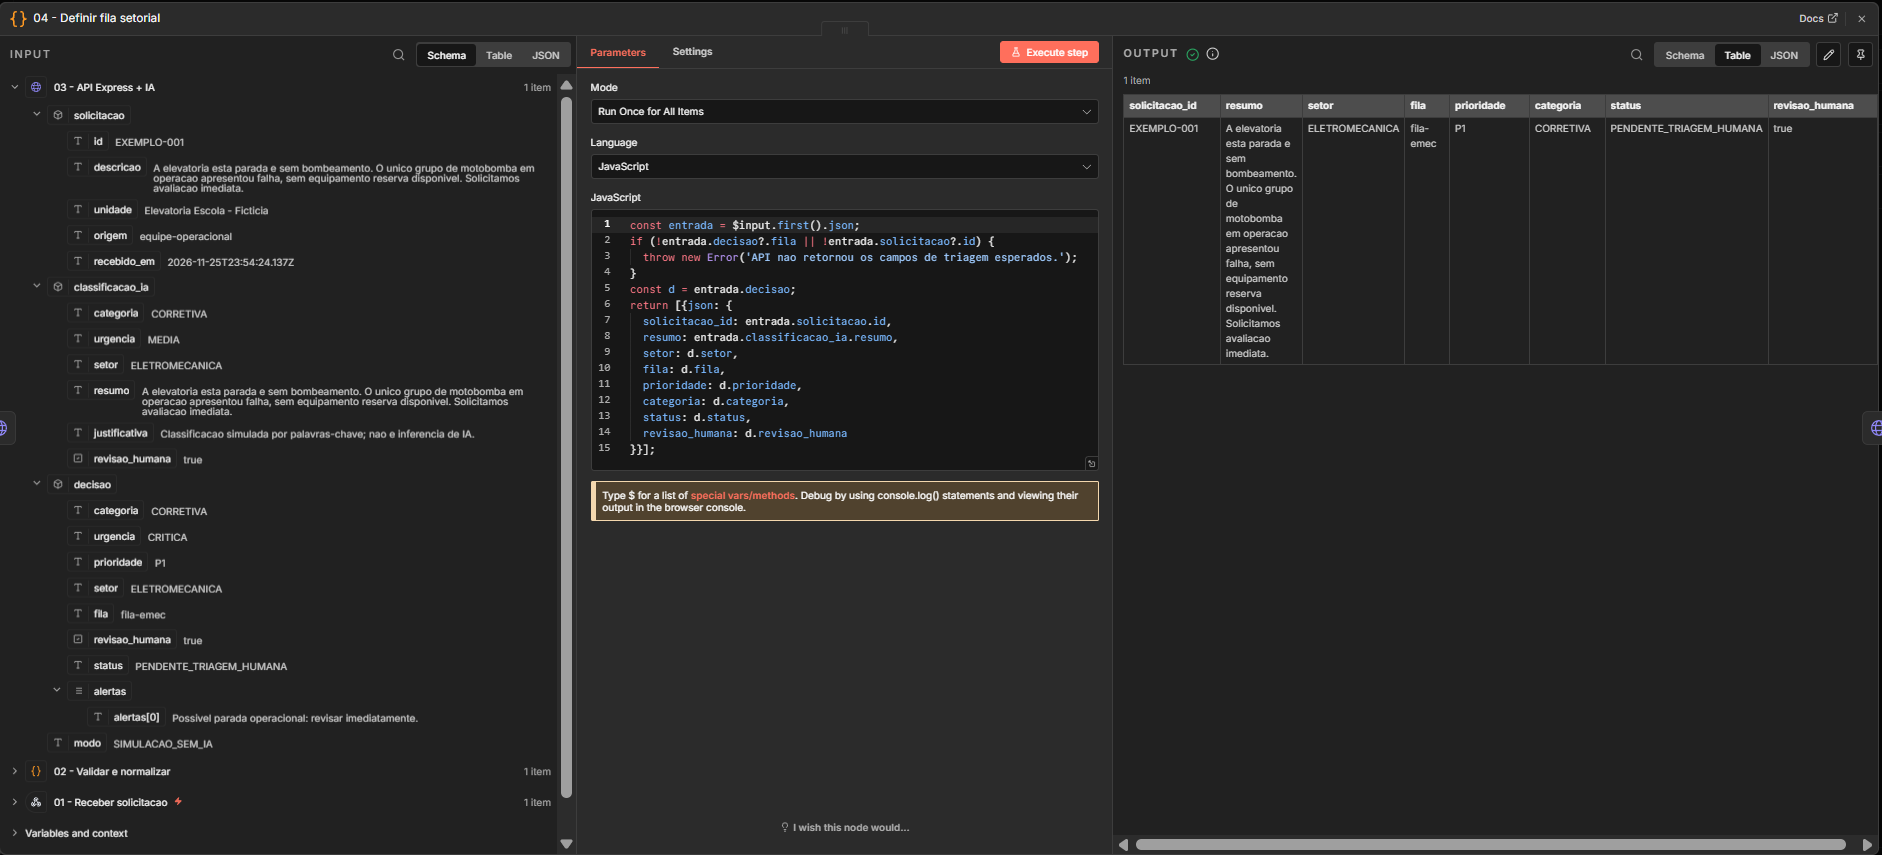 {} 04 - Definir fila setorial
Docs
INPUT
Schema Table JSON
03 - API Express + IA 1 item
solicitacao
T id EXEMPLO-001
T descricao A elevatoria esta parada e sem bombeamento. O unico grupo de motobomba em
operacao apresentou falha, sem equipamento reserva disponivel. Solicitamos
avaliacao imediata.
T unidade Elevatoria Escola - Ficticia
T origem equipe-operacional
T recebido_em 2026-11-25T23:54:24.137Z
classificacao_ia
T categoria CORRETIVA
T urgencia MEDIA
T setor ELETROMECANICA
T resumo A elevatoria esta parada e sem bombeamento. O unico grupo de motobomba em
operacao apresentou falha, sem equipamento reserva disponivel. Solicitamos
avaliacao imediata.
T justificativa Classificacao simulada por palavras-chave; nao e inferencia de IA.
revisao_humana true
decisao
T categoria CORRETIVA
T urgencia CRITICA
T prioridade P1
T setor ELETROMECANICA
T fila fila-emec
revisao_humana true
T status PENDENTE_TRIAGEM_HUMANA
alertas
T alertas[0] Possivel parada operacional: revisar imediatamente.
T modo SIMULACAO_SEM_IA
{} 02 - Validar e normalizar 1 item
01 - Receber solicitacao 1 item
Variables and context
Parameters Settings
Execute step
Mode
Run Once for All Items
Language
JavaScript
JavaScript
1 const entrada = $input.first().json;
2 if (!entrada.decisao?.fila || !entrada.solicitacao?.id) {
3 throw new Error('API nao retornou os campos de triagem esperados.');
4 }
5 const d = entrada.decisao;
6 return [{json: {
7 solicitacao_id: entrada.solicitacao.id,
8 resumo: entrada.classificacao_ia.resumo,
9 setor: d.setor,
10 fila: d.fila,
11 prioridade: d.prioridade,
12 categoria: d.categoria,
13 status: d.status,
14 revisao_humana: d.revisao_humana
15 }}];
Type $ for a list of special vars/methods. Debug by using console.log() statements and viewing their
output in the browser console.
I wish this node would...
OUTPUT
Schema Table JSON
1 item
solicitacao_id resumo setor fila prioridade categoria status revisao_humana
EXEMPLO-001 A elevatoria ELETROMECANICA fila- P1 CORRETIVA PENDENTE_TRIAGEM_HUMANA true
esta parada e emec
sem
bombeamento.
O unico grupo
de
motobomba
em operacao
apresentou
falha, sem
equipamento
reserva
disponivel.
Solicitamos
avaliacao
imediata.